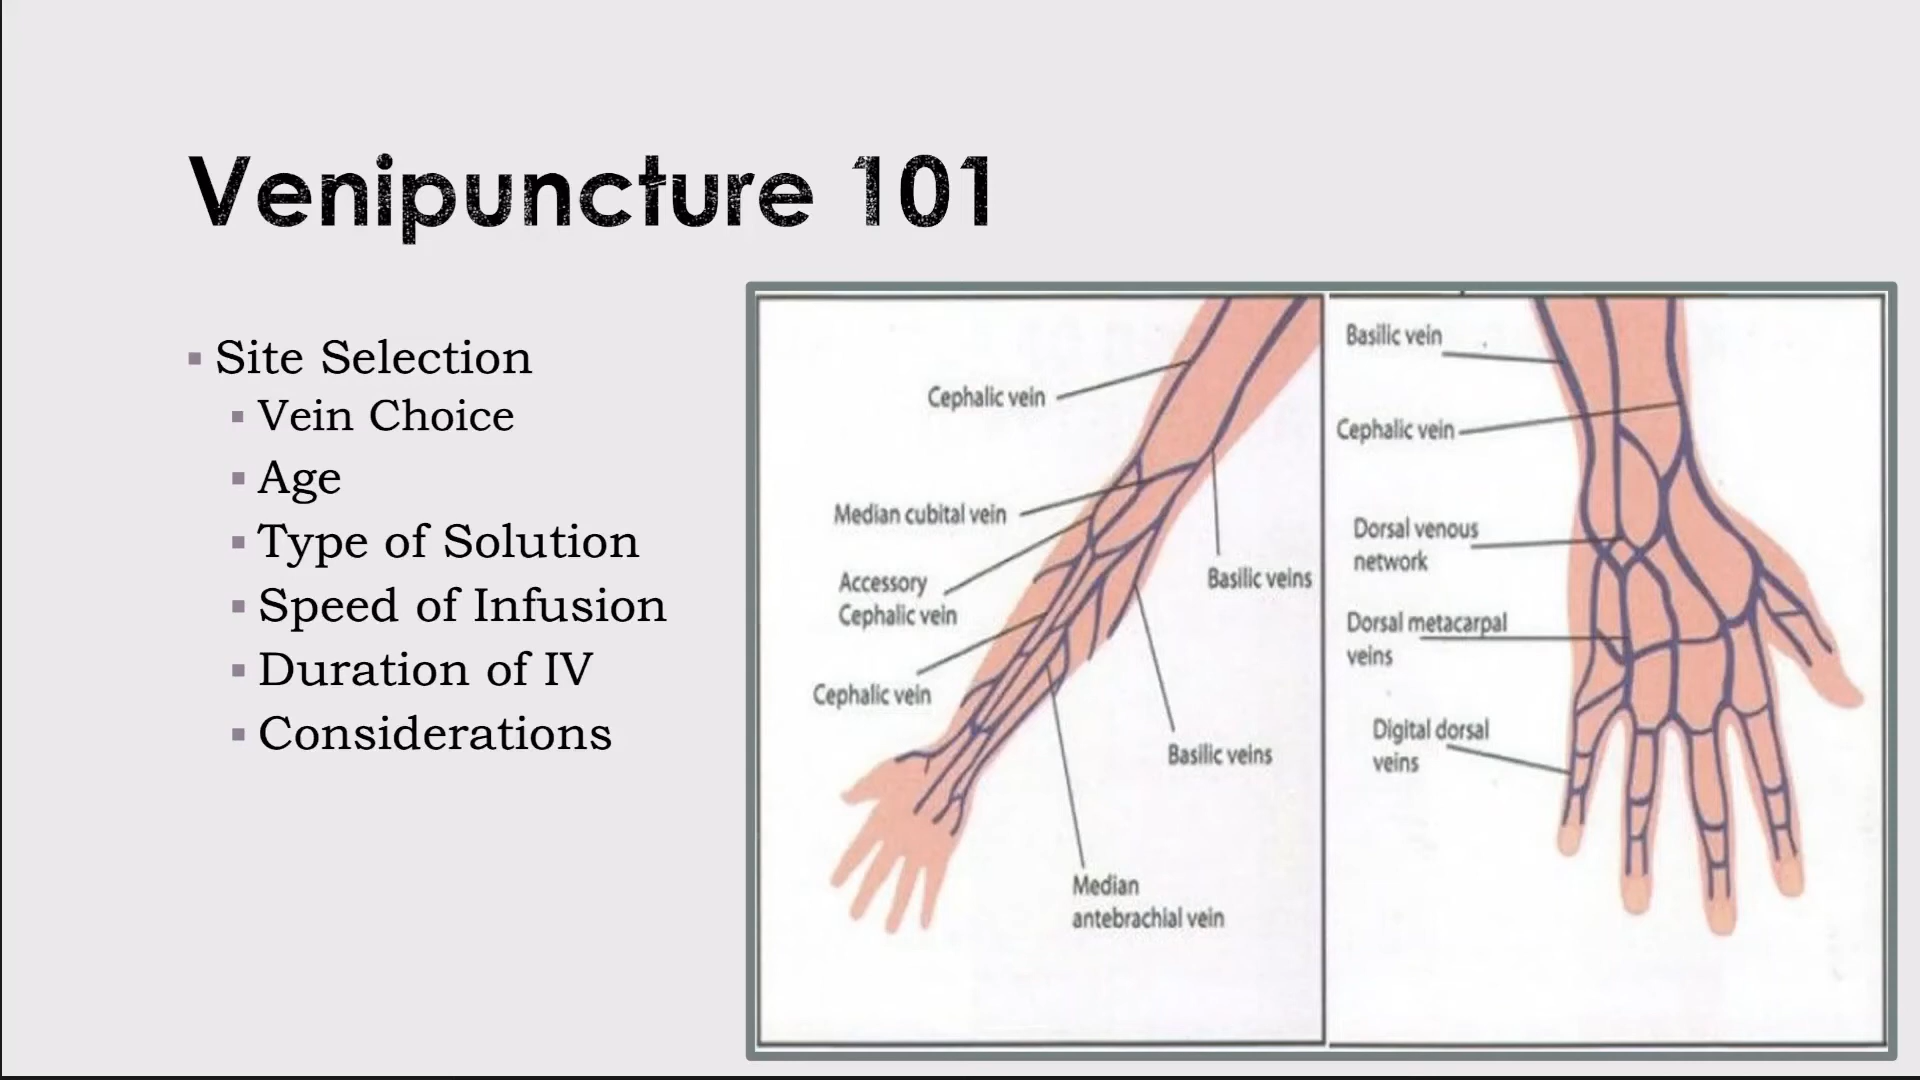 Venipuncture 101
Site Selection
Vein Choice
Age
Type of Solution
Speed of Infusion
Duration of IV
Considerations
Cephalic vein
Median cubital vein
Accessory
Cephalic vein
Cephalic vein
Basilic veins
Basilic veins
Median
antebrachial vein
Basilic vein
Cephalic vein
Dorsal venous
network
Dorsal metacarpal
veins
Digital dorsal
veins